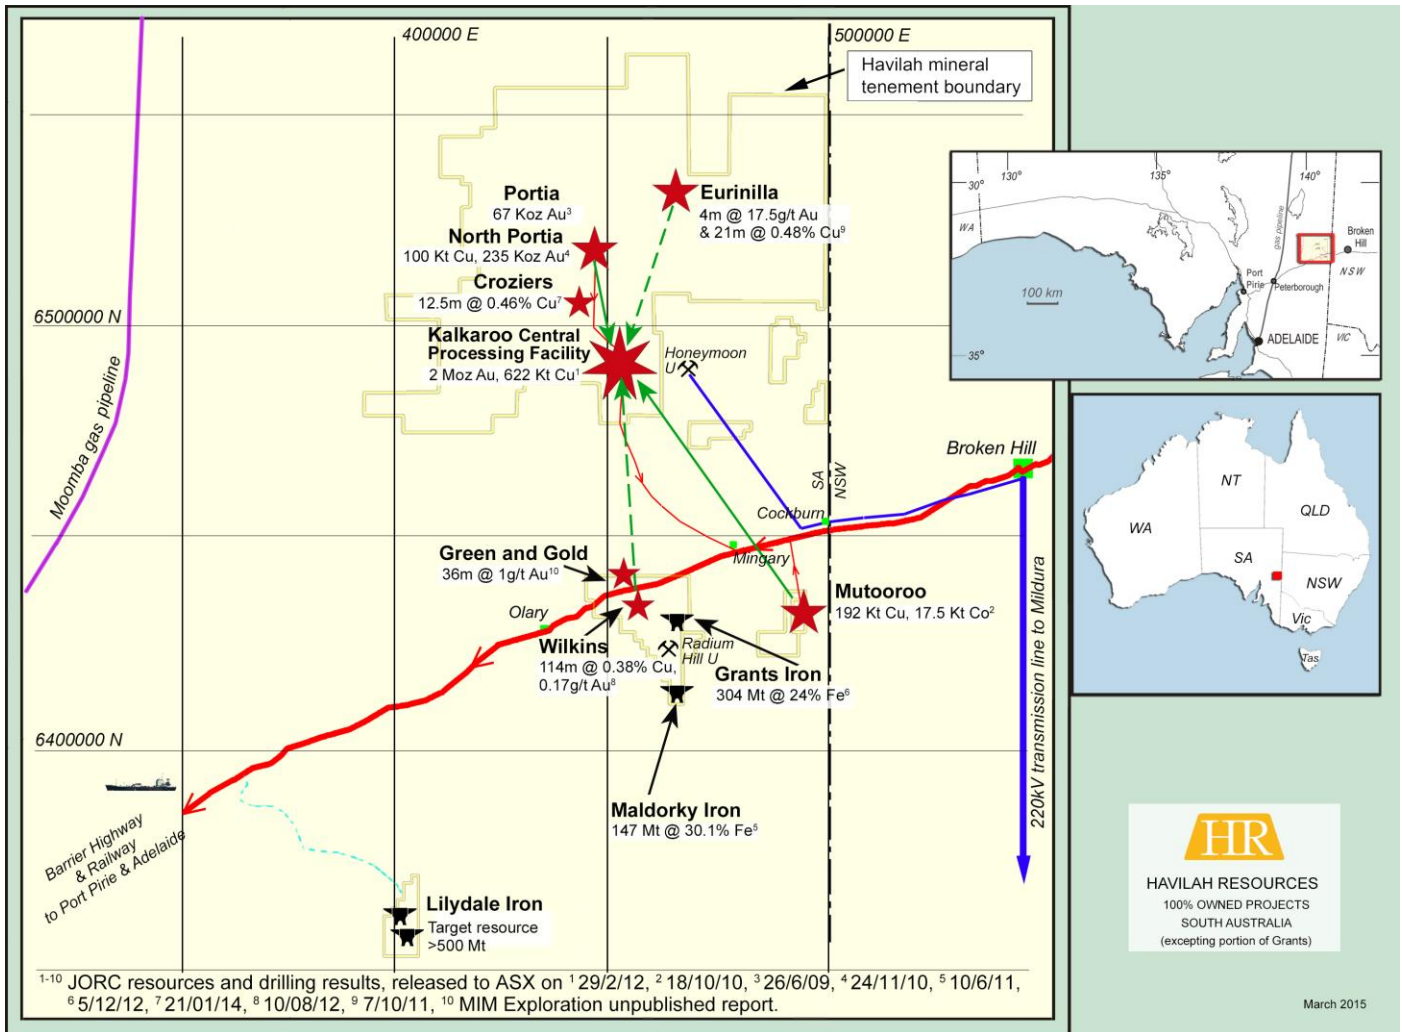 400000 E
500000 E
Havilah mineral
tenement boundary
Portia
67 Koz Au³
Eurinilla
4m @ 17.5g/t Au
& 21m @ 0.48% Cu⁹
North Portia
100 Kt Cu, 235 Koz Au⁴
Croziers
12.5m @ 0.46% Cu⁷
6500000 N
Kalkaroo Central
Processing Facility
2 Moz Au, 622 Kt Cu¹
Honeymoon
U
Moomba gas pipeline
Broken Hill
SA
NSW
Cockburn
Mingary
Green and Gold
36m @ 1g/t Au¹⁰
Olary
Mutooroo
192 Kt Cu, 17.5 Kt Co²
Wilkins
114m @ 0.38% Cu,
0.17g/t Au⁸
Radium
Hill U
Grants Iron
304 Mt @ 24% Fe⁶
6400000 N
220kV transmission line to Mildura
Maldorky Iron
147 Mt @ 30.1% Fe⁵
Barrier Highway
& Railway
to Port Pirie & Adelaide
Lilydale Iron
Target resource
>500 Mt
¹⁻¹⁰ JORC resources and drilling results, released to ASX on ¹ 29/2/12, ² 18/10/10, ³ 26/6/09, ⁴ 24/11/10, ⁵ 10/6/11,
⁶ 5/12/12, ⁷ 21/01/14, ⁸ 10/08/12, ⁹ 7/10/11, ¹⁰ MIM Exploration unpublished report.
130°
135°
140°
30°
WA
gas pipeline
Broken
Hill
NSW
Port
Pirie
Peterborough
100 km
ADELAIDE
VIC
35°
NT
QLD
WA
SA
NSW
Vic
Tas
HR
HAVILAH RESOURCES
100% OWNED PROJECTS
SOUTH AUSTRALIA
(excepting portion of Grants)
March 2015